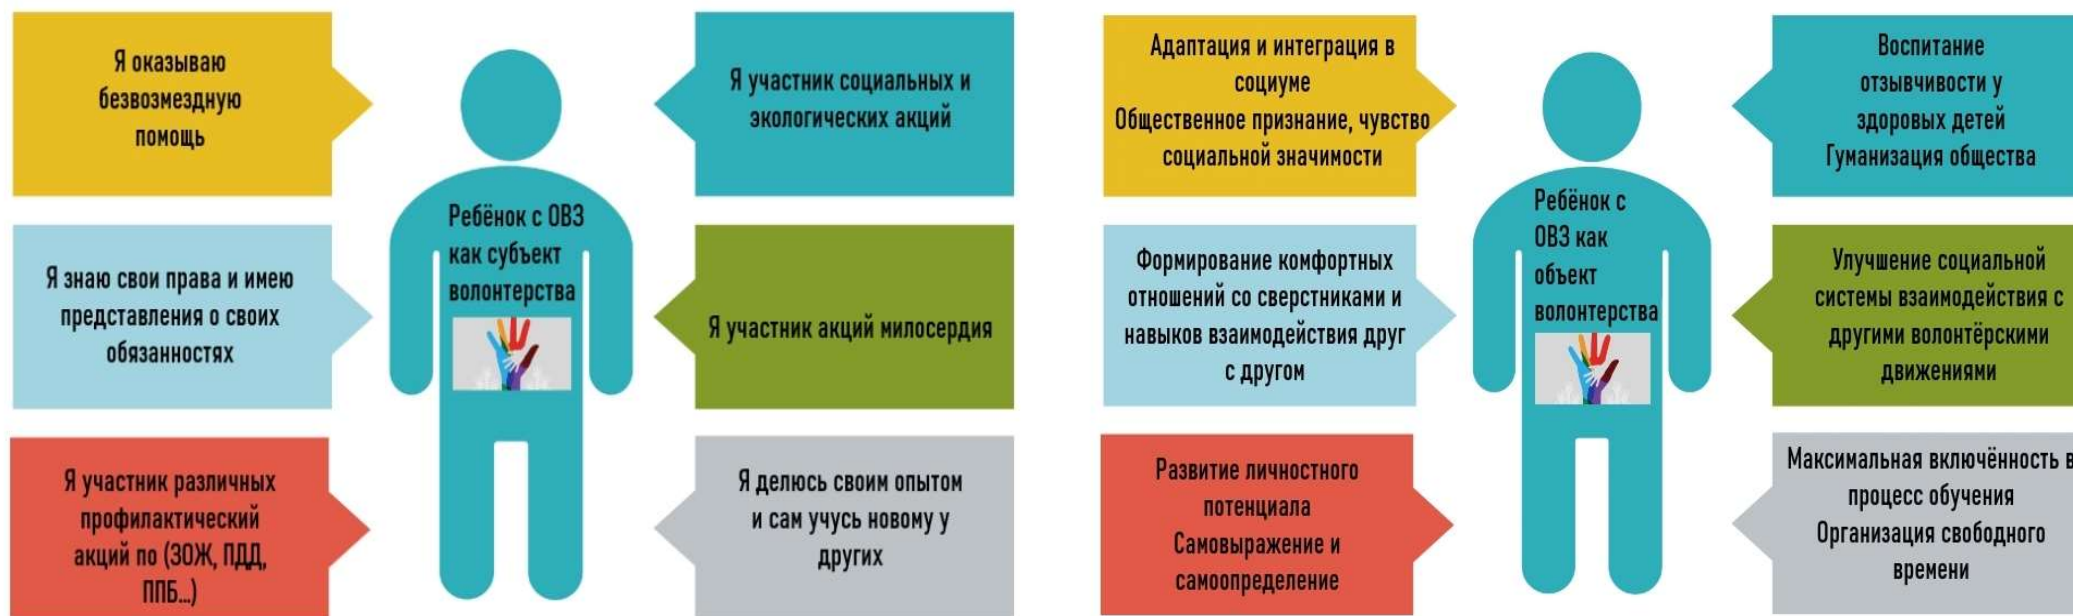 Я оказываю
безвозмездную
помощь
Я знаю свои права и имею
представления о своих
обязанностях
Я участник различных
профилактический
акций по (ЗОЖ, ПДД,
ППБ...)
Ребёнок с ОВЗ
как субъект
волонтерства
Я участник социальных и
экологических акций
Я участник акций милосердия
Я делюсь своим опытом
и сам учусь новому у
других
Адаптация и интеграция в
социуме
Общественное признание, чувство
социальной значимости
Формирование комфортных
отношений со сверстниками и
навыков взаимодействия друг
с другом
Развитие личностного
потенциала
Самовыражение и
самоопределение
Ребёнок с
ОВЗ как
объект
волонтерства
Воспитание
отзывчивости у
здоровых детей
Гуманизация общества
Улучшение социальной
системы взаимодействия с
другими волонтёрскими
движениями
Максимальная включённость в
процесс обучения
Организация свободного
времени